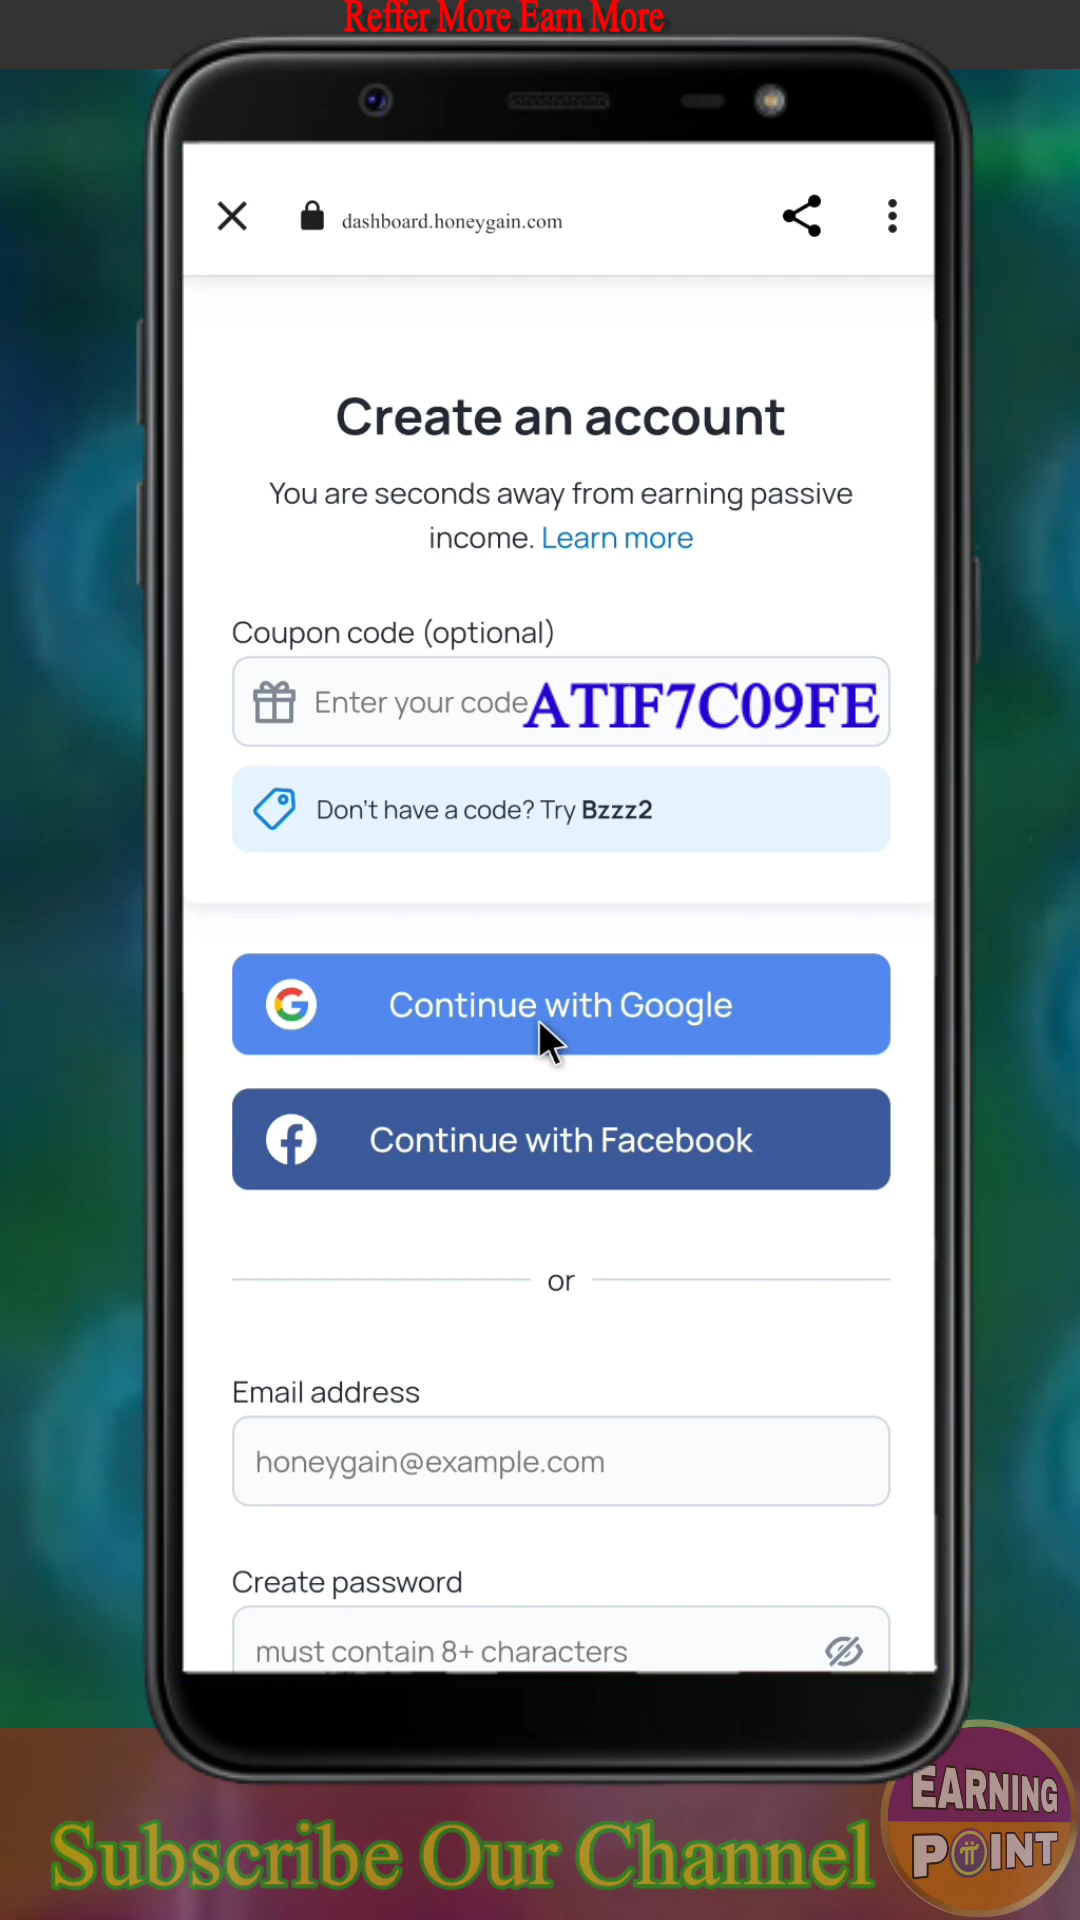 Reffer More Earn More
dashboard.honeygain.com
Create an account
You are seconds away from earning passive
income. Learn more
Coupon code (optional)
Enter your code ATIF7C09FE
Don't have a code? Try Bzzz2
Continue with Google
Continue with Facebook
or
Email address
honeygain@example.com
Create password
must contain 8+ characters
EARNING
POINT
Subscribe Our Channel